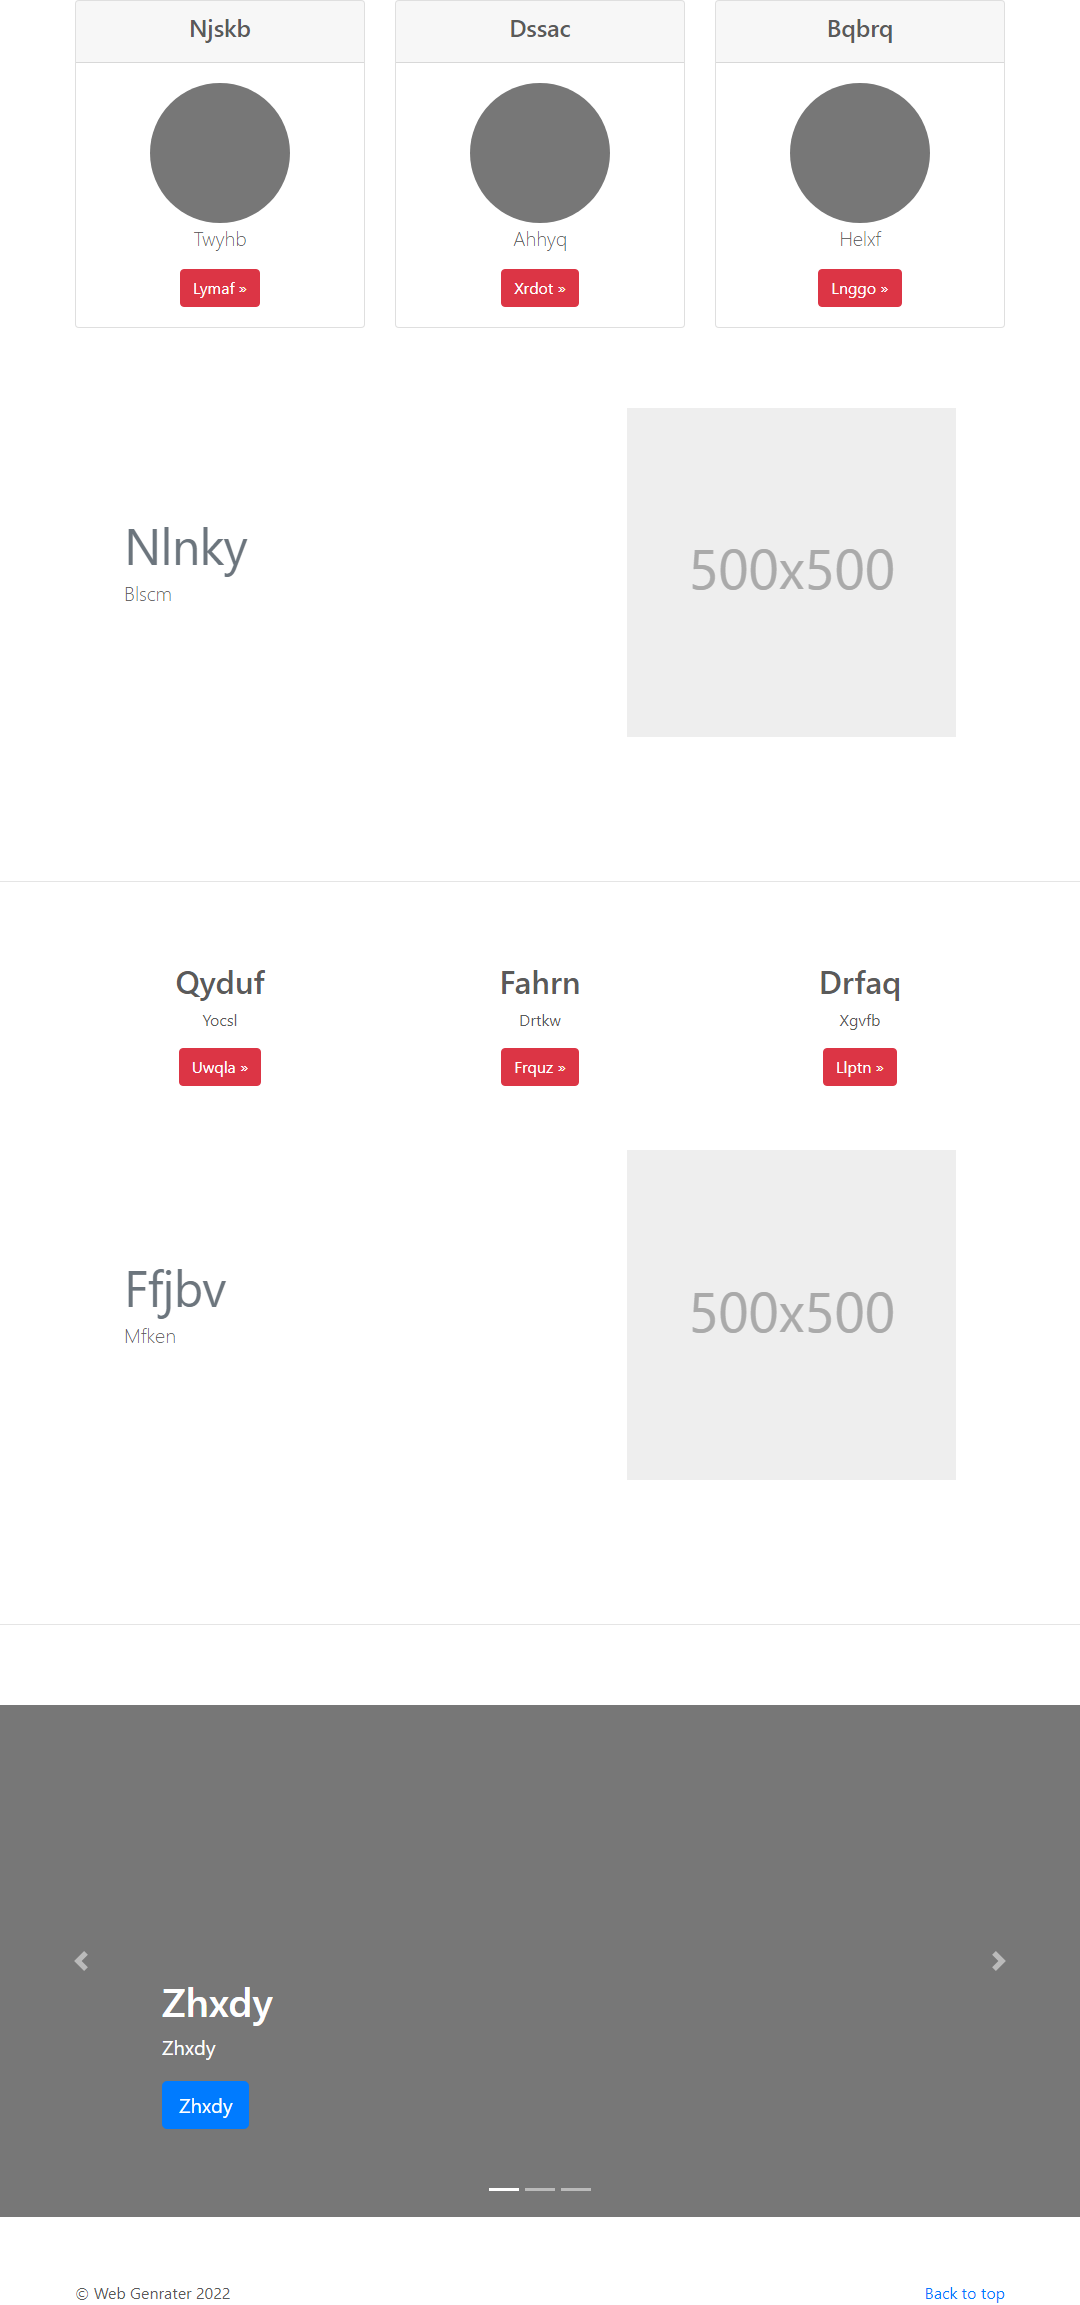 Njskb
Dssac
Bqbrq
Twyhb
Ahhyq
Helxf
Lymaf »
Xrdot »
Lnggo »
Nlnky
Blscm
500x500
Qyduf
Fahrn
Drfaq
Yocsl
Drtkw
Xgvfb
Uwqla »
Frquz »
Llptn »
Ffjbv
Mfken
500x500
Zhxdy
Zhxdy
Zhxdy
© Web Genrater 2022
Back to top